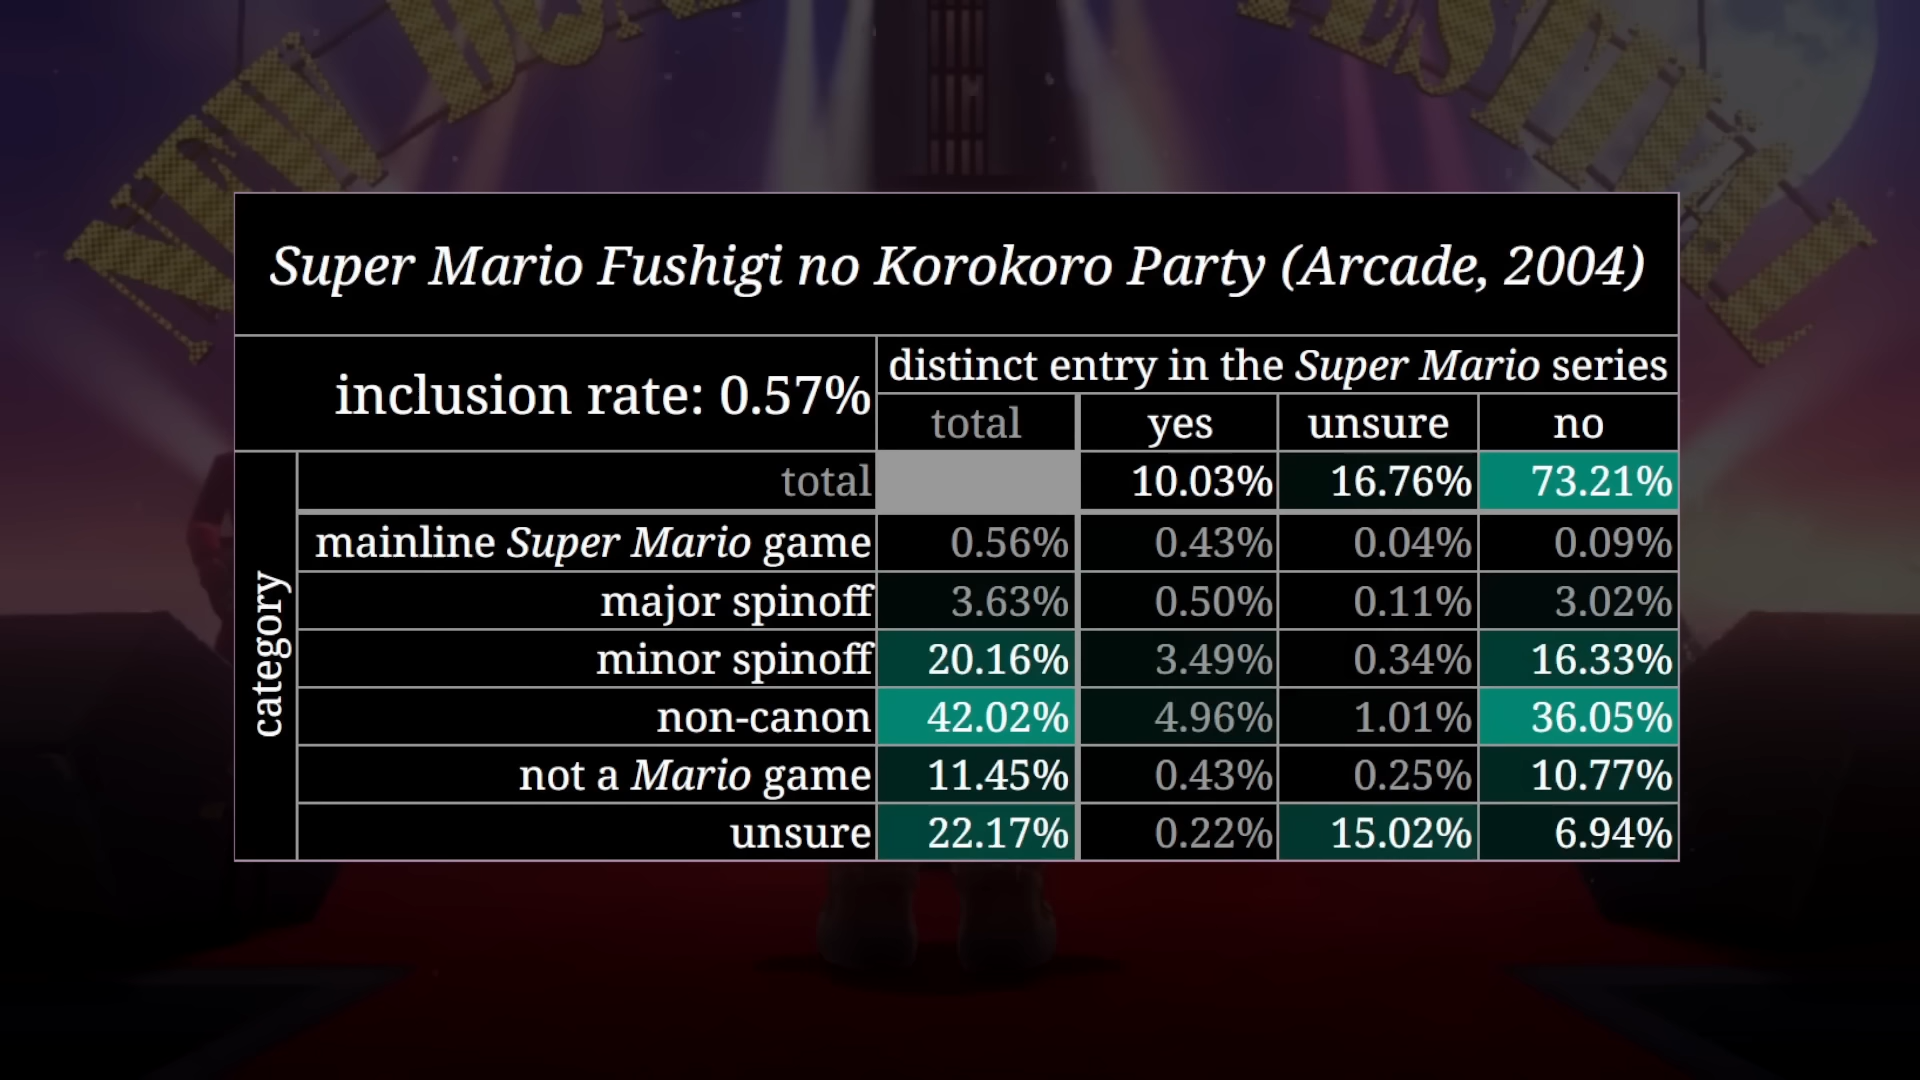 Super Mario Fushigi no Korokoro Party (Arcade, 2004)
inclusion rate: 0.57%
distinct entry in the Super Mario series
total yes unsure no
category
total 10.03% 16.76% 73.21%
mainline Super Mario game 0.56% 0.43% 0.04% 0.09%
major spinoff 3.63% 0.50% 0.11% 3.02%
minor spinoff 20.16% 3.49% 0.34% 16.33%
non-canon 42.02% 4.96% 1.01% 36.05%
not a Mario game 11.45% 0.43% 0.25% 10.77%
unsure 22.17% 0.22% 15.02% 6.94%